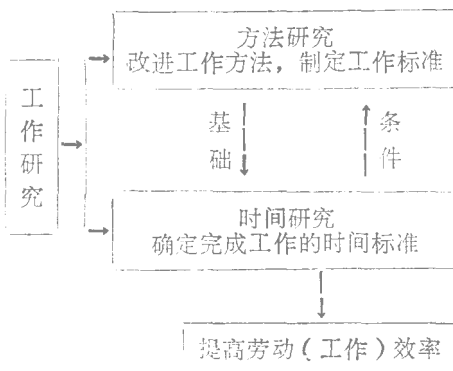 方法研究
改进工作方法，制定工作标准
工作研究
基础
条件
时间研究
确定完成工作的时间标准
提高劳动（工作）效率